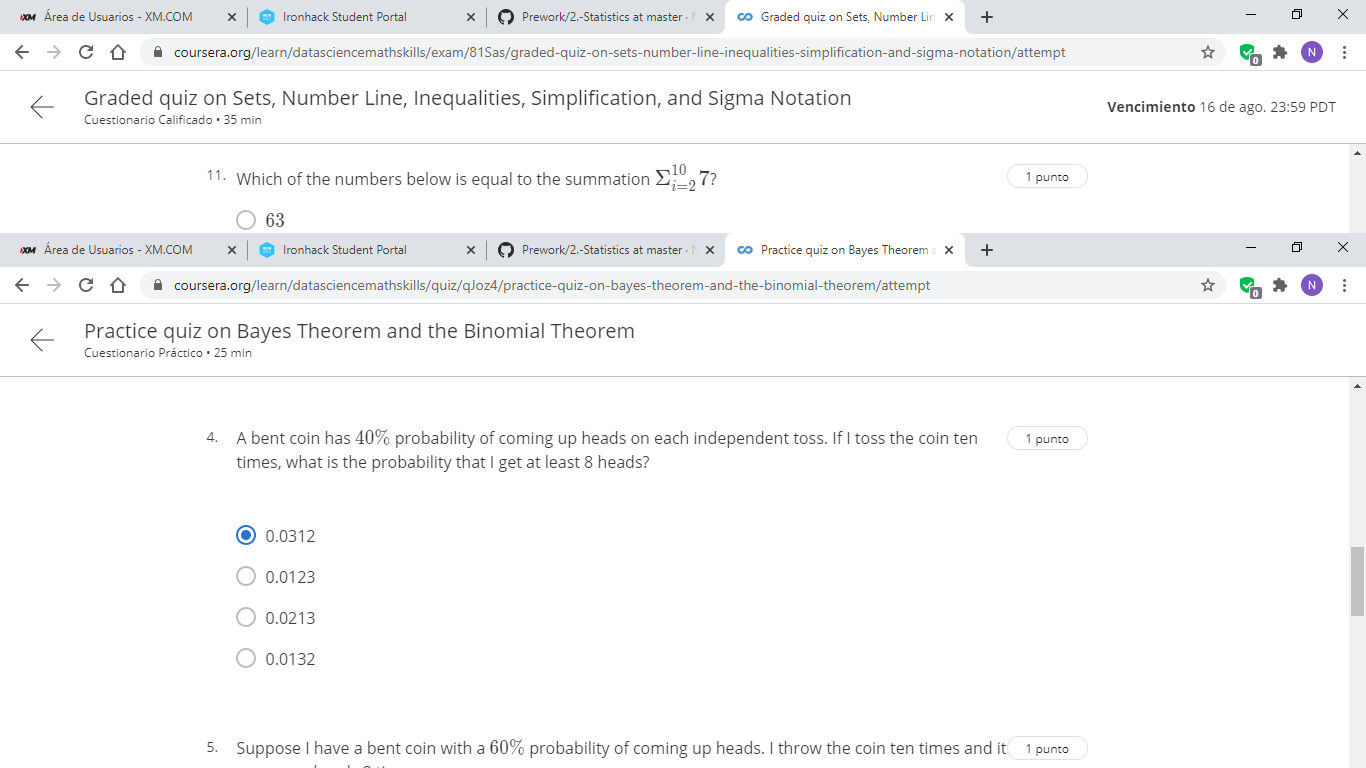 XM Área de Usuarios - XM.COM Ironhack Student Portal Prework/2.-Statistics at master · Graded quiz on Sets, Number Lin
coursera.org/learn/datasciencemathskills/exam/81Sas/graded-quiz-on-sets-number-line-inequalities-simplification-and-sigma-notation/attempt 0 N
Graded quiz on Sets, Number Line, Inequalities, Simplification, and Sigma Notation
Vencimiento 16 de ago. 23:59 PDT
Cuestionario Calificado • 35 min
11. Which of the numbers below is equal to the summation Σ_{i=2}^{10} 7? 1 punto
63
XM Área de Usuarios - XM.COM Ironhack Student Portal Prework/2.-Statistics at master · Practice quiz on Bayes Theorem
coursera.org/learn/datasciencemathskills/quiz/qJoz4/practice-quiz-on-bayes-theorem-and-the-binomial-theorem/attempt 0 N
Practice quiz on Bayes Theorem and the Binomial Theorem
Cuestionario Práctico • 25 min
4. A bent coin has 40% probability of coming up heads on each independent toss. If I toss the coin ten 1 punto
times, what is the probability that I get at least 8 heads?
0.0312
0.0123
0.0213
0.0132
5. Suppose I have a bent coin with a 60% probability of coming up heads. I throw the coin ten times and it 1 punto